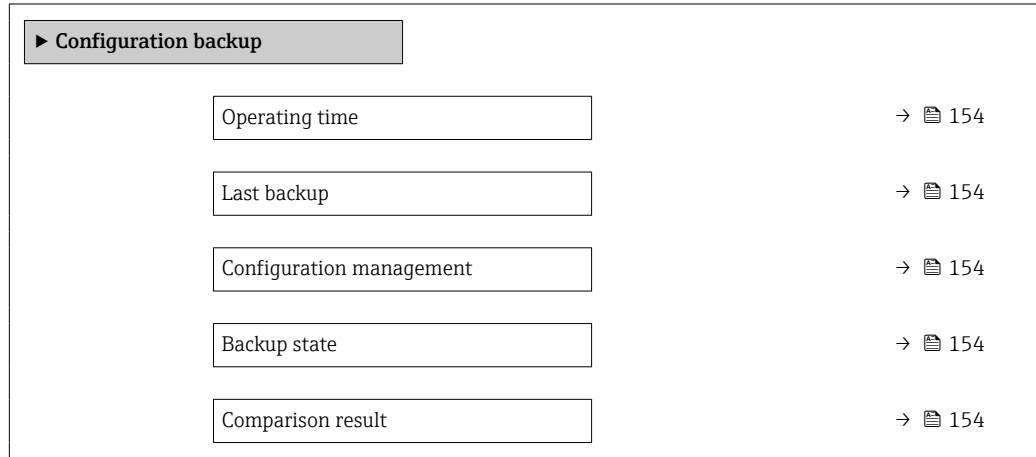 ▶ Configuration backup
Operating time → 154
Last backup → 154
Configuration management → 154
Backup state → 154
Comparison result → 154